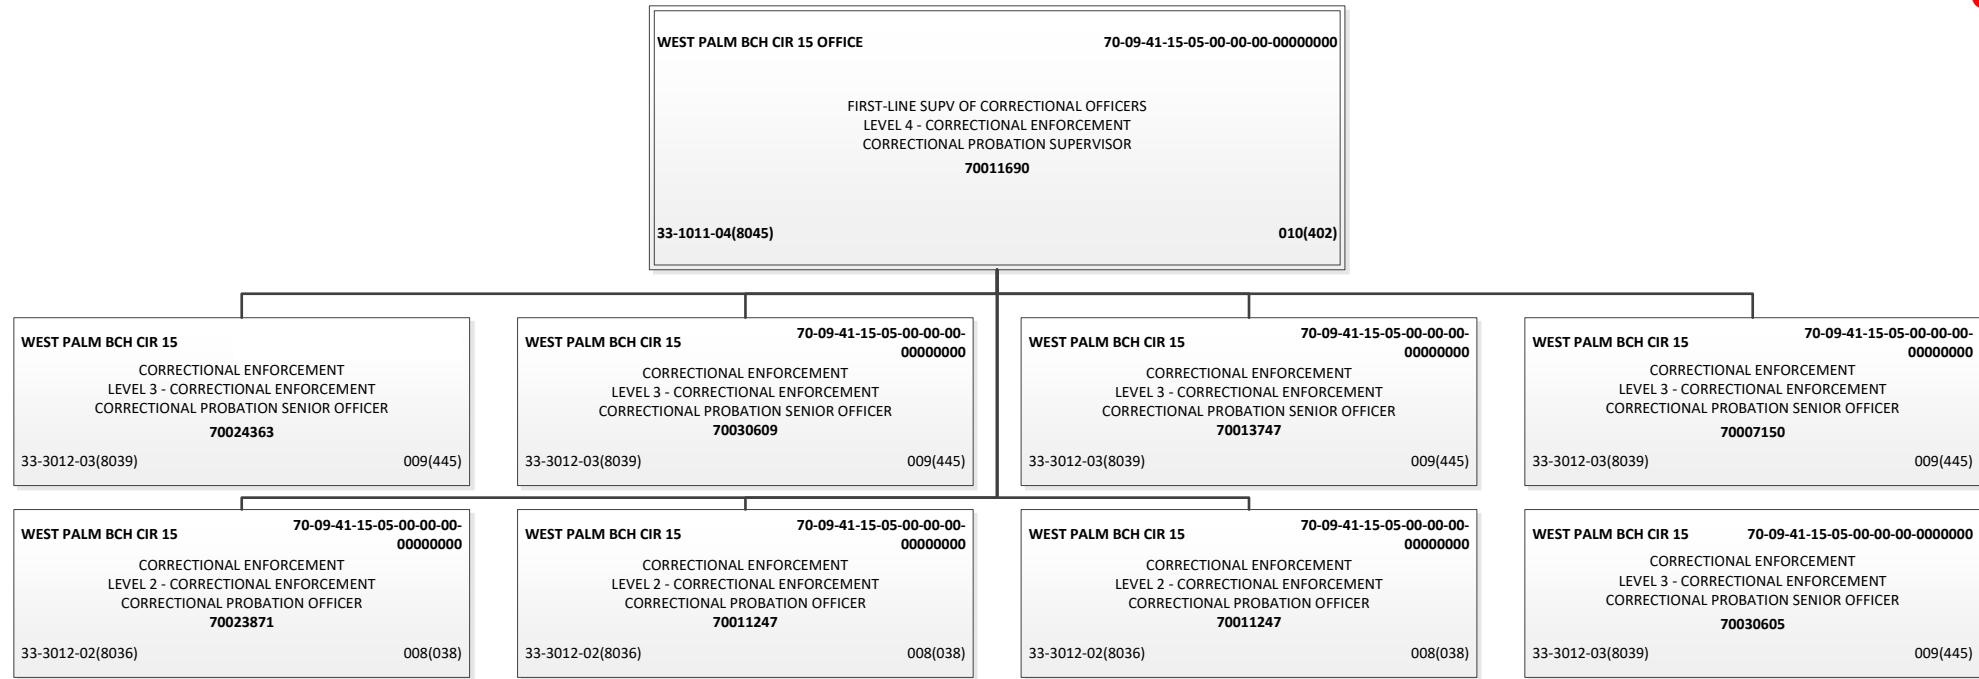 WEST PALM BCH CIR 15 OFFICE 70-09-41-15-05-00-00-00-00000000
FIRST-LINE SUPV OF CORRECTIONAL OFFICERS
LEVEL 4 - CORRECTIONAL ENFORCEMENT
CORRECTIONAL PROBATION SUPERVISOR
70011690
33-1011-04(8045) 010(402)
WEST PALM BCH CIR 15
CORRECTIONAL ENFORCEMENT
LEVEL 3 - CORRECTIONAL ENFORCEMENT
CORRECTIONAL PROBATION SENIOR OFFICER
70024363
33-3012-03(8039) 009(445)
WEST PALM BCH CIR 15 70-09-41-15-05-00-00-00-
00000000
CORRECTIONAL ENFORCEMENT
LEVEL 3 - CORRECTIONAL ENFORCEMENT
CORRECTIONAL PROBATION SENIOR OFFICER
70030609
33-3012-03(8039) 009(445)
WEST PALM BCH CIR 15 70-09-41-15-05-00-00-00-
00000000
CORRECTIONAL ENFORCEMENT
LEVEL 3 - CORRECTIONAL ENFORCEMENT
CORRECTIONAL PROBATION SENIOR OFFICER
70013747
33-3012-03(8039) 009(445)
WEST PALM BCH CIR 15 70-09-41-15-05-00-00-00-
00000000
CORRECTIONAL ENFORCEMENT
LEVEL 3 - CORRECTIONAL ENFORCEMENT
CORRECTIONAL PROBATION SENIOR OFFICER
70007150
33-3012-03(8039) 009(445)
WEST PALM BCH CIR 15 70-09-41-15-05-00-00-00-
00000000
CORRECTIONAL ENFORCEMENT
LEVEL 2 - CORRECTIONAL ENFORCEMENT
CORRECTIONAL PROBATION OFFICER
70023871
33-3012-02(8036) 008(038)
WEST PALM BCH CIR 15 70-09-41-15-05-00-00-00-
00000000
CORRECTIONAL ENFORCEMENT
LEVEL 2 - CORRECTIONAL ENFORCEMENT
CORRECTIONAL PROBATION OFFICER
70011247
33-3012-02(8036) 008(038)
WEST PALM BCH CIR 15 70-09-41-15-05-00-00-00-
00000000
CORRECTIONAL ENFORCEMENT
LEVEL 2 - CORRECTIONAL ENFORCEMENT
CORRECTIONAL PROBATION OFFICER
70011247
33-3012-02(8036) 008(038)
WEST PALM BCH CIR 15 70-09-41-15-05-00-00-00-0000000
CORRECTIONAL ENFORCEMENT
LEVEL 3 - CORRECTIONAL ENFORCEMENT
CORRECTIONAL PROBATION SENIOR OFFICER
70030605
33-3012-03(8039) 009(445)